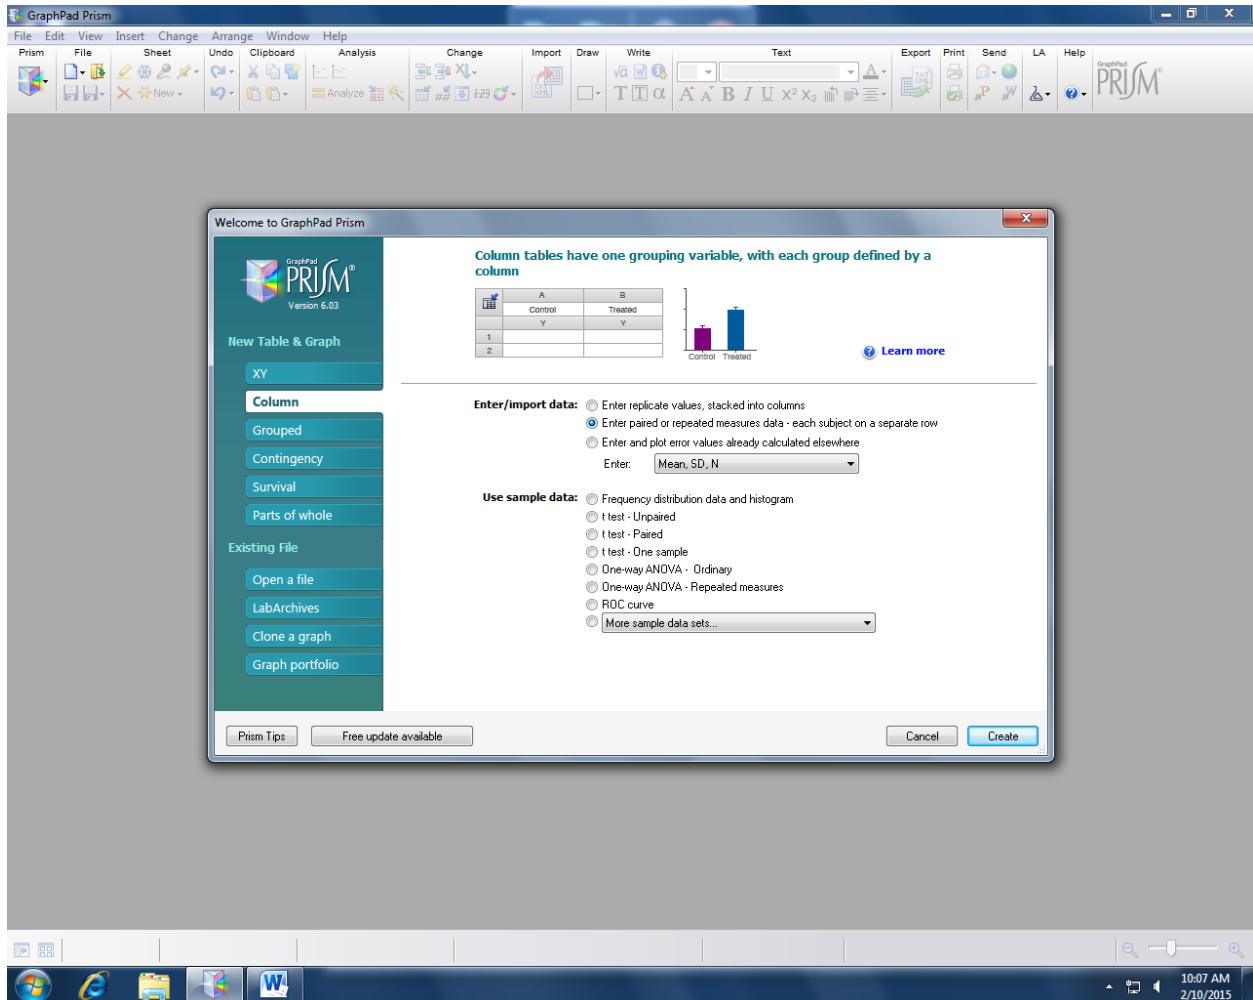 GraphPad Prism
File Edit View Insert Change Arrange Window Help
Prism File Sheet Undo Clipboard Analysis Change Import Draw Write Text Export Print Send LA Help
New
Analyze
123
GraphPad PRISM
Welcome to GraphPad Prism
GraphPad
PRISM®
Version 6.03
New Table & Graph
XY
Column
Grouped
Contingency
Survival
Parts of whole
Existing File
Open a file
LabArchives
Clone a graph
Graph portfolio
Column tables have one grouping variable, with each group defined by a
column
A B
Control Treated
Y Y
1
2
Control Treated
Learn more
Enter/import data: Enter replicate values, stacked into columns
Enter paired or repeated measures data - each subject on a separate row
Enter and plot error values already calculated elsewhere
Enter: Mean, SD, N
Use sample data: Frequency distribution data and histogram
t test - Unpaired
t test - Paired
t test - One sample
One-way ANOVA - Ordinary
One-way ANOVA - Repeated measures
ROC curve
More sample data sets...
Prism Tips Free update available Cancel Create
10:07 AM
2/10/2015